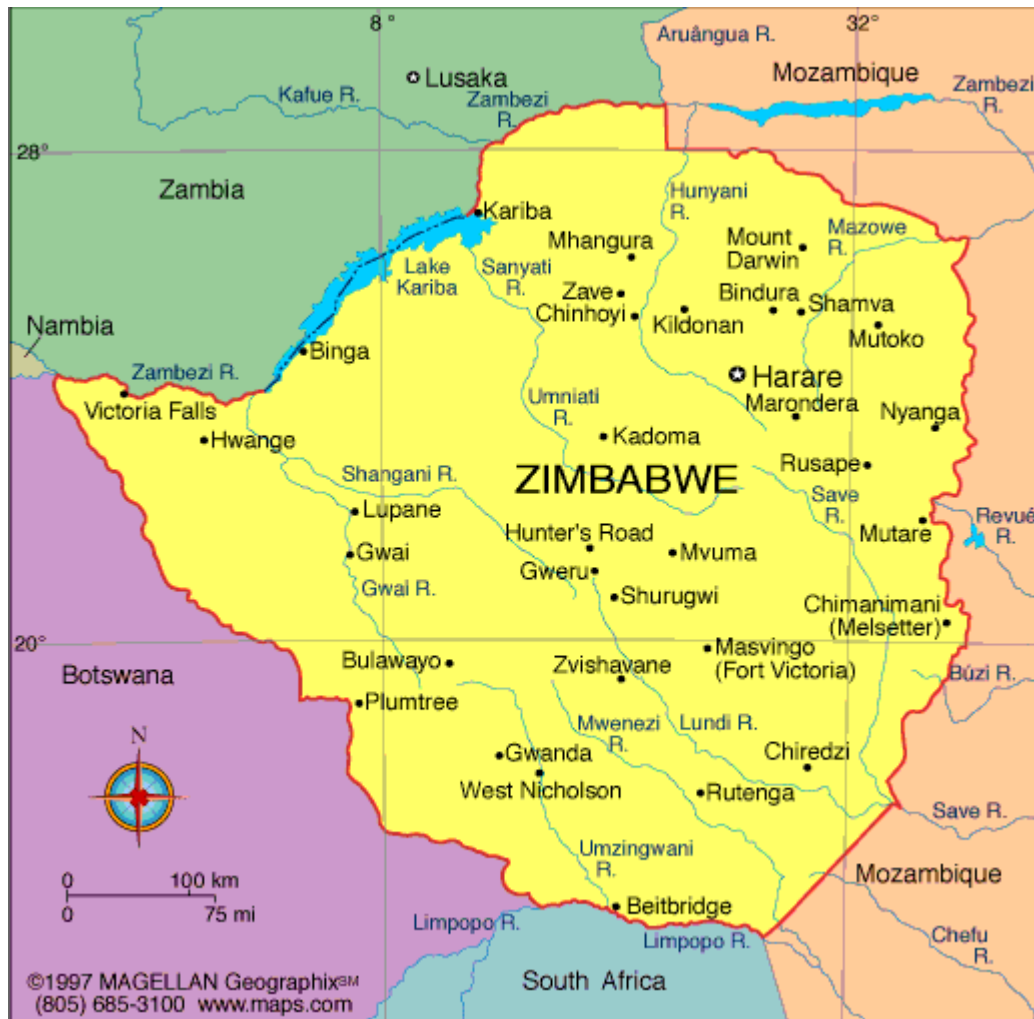 8°
32
Aruângua R.
Lusaka
Mozambique
Kafue R.
Zambezi
R.
Zambezi
R.
28°
Zambia
Hunyani
R.
Kariba
Mazowe
R.
Mhangura
Mount
Darwin
Lake
Kariba
Sanyati
R.
Zave
Bindura
Shamva
Chinhoyi
Kildonan
Mutoko
Nambia
Binga
Zambezi R.
Harare
Victoria Falls
Marondera
Nyanga
Umniati
R.
Hwange
Kadoma
Rusape
Shangani R.
ZIMBABWE
Save
R.
Lupane
Revué
R.
Hunter's Road
Mutare
Gwai
Mvuma
Gweru
Gwai R.
Shurugwi
Chimanimani
(Melsetter)
20°
Masvingo
(Fort Victoria)
Bulawayo
Zvishavane
Botswana
Búzi R.
Plumtree
Mwenezi
R.
Lundi R.
N
Gwanda
Chiredzi
West Nicholson
Rutenga
Save R.
Umzingwani
R.
0 100 km
0 75 mi
Mozambique
Beitbridge
Limpopo R.
Limpopo R.
Chefu
R.
South Africa
©1997 MAGELLAN Geographix℠
(805) 685-3100 www.maps.com